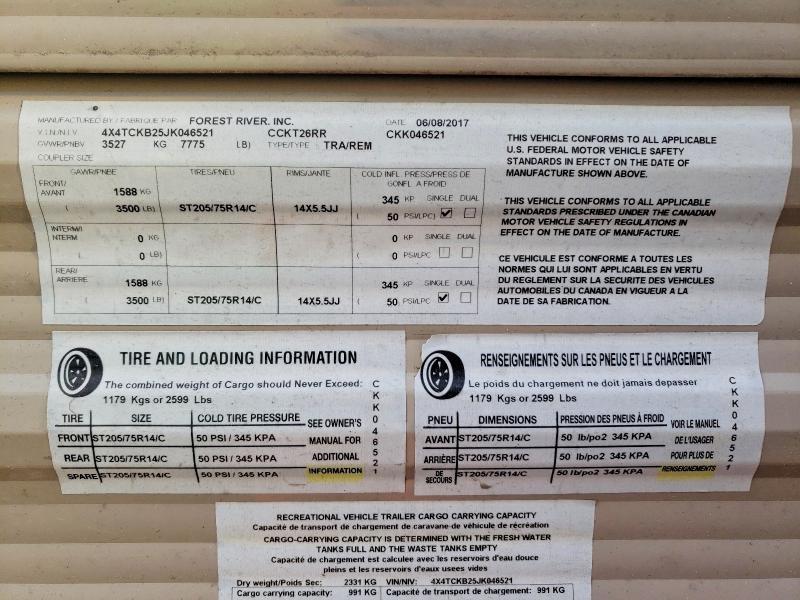 MANUFACTURED BY / FABRIQUE PAR FOREST RIVER, INC. DATE 06/08/2017
V.I.N./N.I.V. 4X4TCKB25JK046521 CCKT26RR CKK046521
GVWR/PNBV 3527 KG 7775 LB) TYPE/TYPE TRA/REM
COUPLER SIZE
GAWR/PNBE TIRES/PNEU RIMS/JANTE COLD INFL. PRESS/PRESS DE GONFL A FROID
FRONT/ AVANT 1588 KG 345 KP SINGLE DUAL
( 3500 LB) ST205/75R14/C 14X5.5JJ ( 50 PSI/LPC)
INTERM/I NTERM 0 KG 0 KP SINGLE DUAL
( 0 LB) ( 0 PSI/LPC
REAR/ ARRIERE 1588 KG 345 KP SINGLE DUAL
( 3500 LB) ST205/75R14/C 14X5.5JJ ( 50 PSI/LPC
THIS VEHICLE CONFORMS TO ALL APPLICABLE
U.S. FEDERAL MOTOR VEHICLE SAFETY
STANDARDS IN EFFECT ON THE DATE OF
MANUFACTURE SHOWN ABOVE.
THIS VEHICLE CONFORMS TO ALL APPLICABLE
STANDARDS PRESCRIBED UNDER THE CANADIAN
MOTOR VEHICLE SAFETY REGULATIONS IN
EFFECT ON THE DATE OF MANUFACTURE.
CE VEHICULE EST CONFORME A TOUTES LES
NORMES QUI LUI SONT APPLICABLES EN VERTU
DU REGLEMENT SUR LA SECURITE DES VEHICULES
AUTOMOBILES DU CANADA EN VIGUEUR A LA
DATE DE SA FABRICATION.
TIRE AND LOADING INFORMATION
The combined weight of Cargo should Never Exceed:
1179 Kgs or 2599 Lbs
TIRE SIZE COLD TIRE PRESSURE
FRONT ST205/75R14/C 50 PSI / 345 KPA
REAR ST205/75R14/C 50 PSI / 345 KPA
SPARE ST205/75R14/C 50 PSI / 345 KPA
SEE OWNER'S
MANUAL FOR
ADDITIONAL
INFORMATION
CKK046521
RENSEIGNEMENTS SUR LES PNEUS ET LE CHARGEMENT
Le poids du chargement ne doit jamais depasser
1179 Kgs or 2599 Lbs
PNEU DIMENSIONS PRESSION DES PNEUS À FROID
AVANT ST205/75R14/C 50 lb/po2 345 KPA
ARRIÈRE ST205/75R14/C 50 lb/po2 345 KPA
DE SECOURS ST205/75R14/C 50 lb/po2 345 KPA
VOIR LE MANUEL
DE L'USAGER
POUR PLUS DE
RENSEIGNEMENTS
CKK046521
RECREATIONAL VEHICLE TRAILER CARGO CARRYING CAPACITY
Capacité de transport de chargement de caravane de véhicule de récréation
CARGO-CARRYING CAPACITY IS DETERMINED WITH THE FRESH WATER
TANKS FULL AND THE WASTE TANKS EMPTY
Capacité de chargement est calculee avec les reservoirs d'eau douce
pleins et les reservoirs d'eaux usees vides
Dry weight/Poids Sec: 2331 KG VIN/NIV: 4X4TCKB25JK046521
Cargo carrying capacity: 991 KG Capacité de transport de chargement: 991 KG